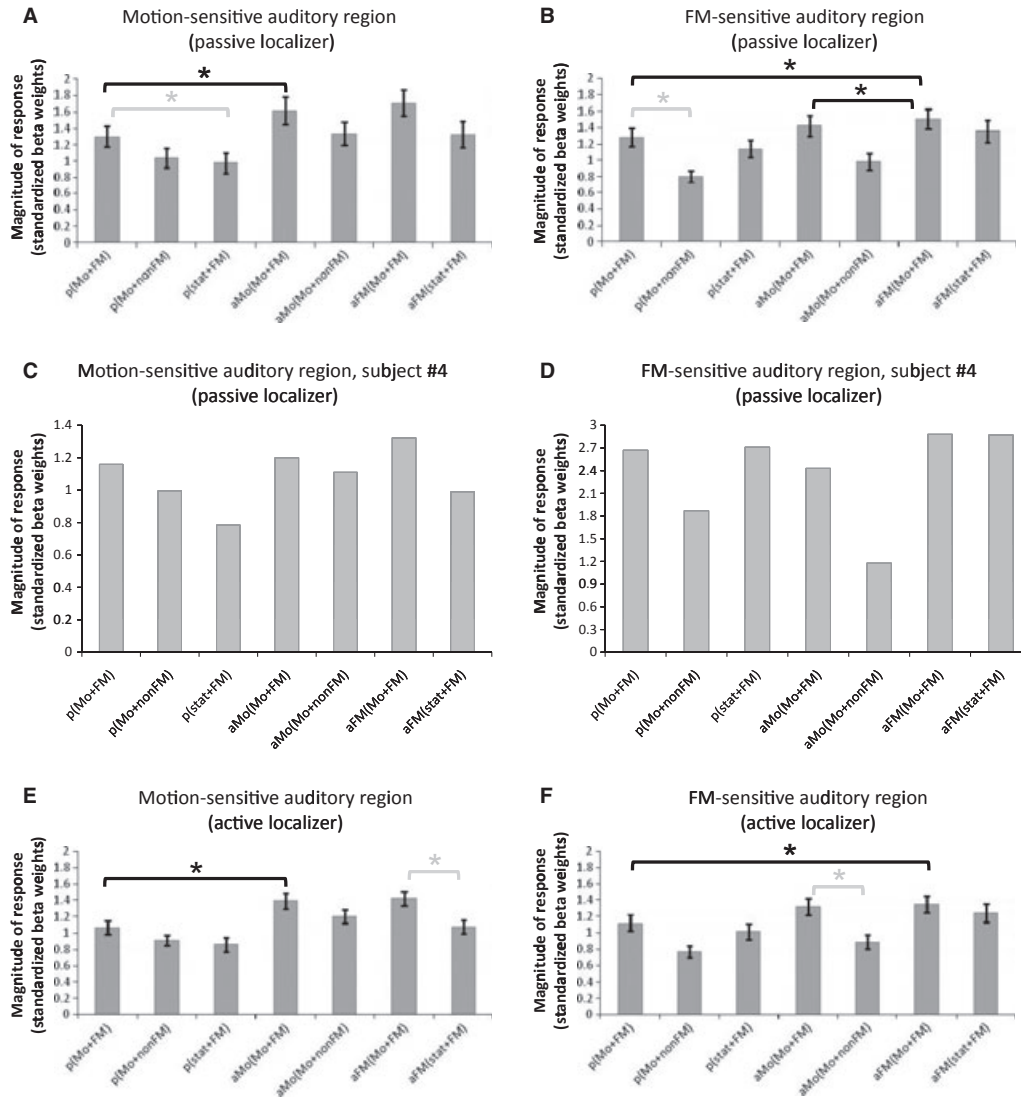 A
Motion-sensitive auditory region
(passive localizer)
Magnitude of response
(standardized beta weights)
2
1.8
1.6
1.4
1.2
1
0.8
0.6
0.4
0.2
0
*
*
p(Mo+FM)
p(Mo+nonFM)
p(stat+FM)
aMo(Mo+FM)
aMo(Mo+nonFM)
aFM(Mo+FM)
aFM(stat+FM)
B
FM-sensitive auditory region
(passive localizer)
Magnitude of response
(standardized beta weights)
2
1.8
1.6
1.4
1.2
1
0.8
0.6
0.4
0.2
0
*
*
*
p(Mo+FM)
p(Mo+nonFM)
p(stat+FM)
aMo(Mo+FM)
aMo(Mo+nonFM)
aFM(Mo+FM)
aFM(stat+FM)
C
Motion-sensitive auditory region, subject #4
(passive localizer)
Magnitude of response
(standardized beta weights)
1.4
1.2
1
0.8
0.6
0.4
0.2
0
p(Mo+FM)
p(Mo+nonFM)
p(stat+FM)
aMo(Mo+FM)
aMo(Mo+nonFM)
aFM(Mo+FM)
aFM(stat+FM)
D
FM-sensitive auditory region, subject #4
(passive localizer)
Magnitude of response
(standardized beta weights)
3
2.7
2.4
2.1
1.8
1.5
1.2
0.9
0.6
0.3
0
p(Mo+FM)
p(Mo+nonFM)
p(stat+FM)
aMo(Mo+FM)
aMo(Mo+nonFM)
aFM(Mo+FM)
aFM(stat+FM)
E
Motion-sensitive auditory region
(active localizer)
Magnitude of response
(standardized beta weights)
2
1.8
1.6
1.4
1.2
1
0.8
0.6
0.4
0.2
0
*
*
p(Mo+FM)
p(Mo+nonFM)
p(stat+FM)
aMo(Mo+FM)
aMo(Mo+nonFM)
aFM(Mo+FM)
aFM(stat+FM)
F
FM-sensitive auditory region
(active localizer)
Magnitude of response
(standardized beta weights)
2
1.8
1.6
1.4
1.2
1
0.8
0.6
0.4
0.2
0
*
*
p(Mo+FM)
p(Mo+nonFM)
p(stat+FM)
aMo(Mo+FM)
aMo(Mo+nonFM)
aFM(Mo+FM)
aFM(stat+FM)